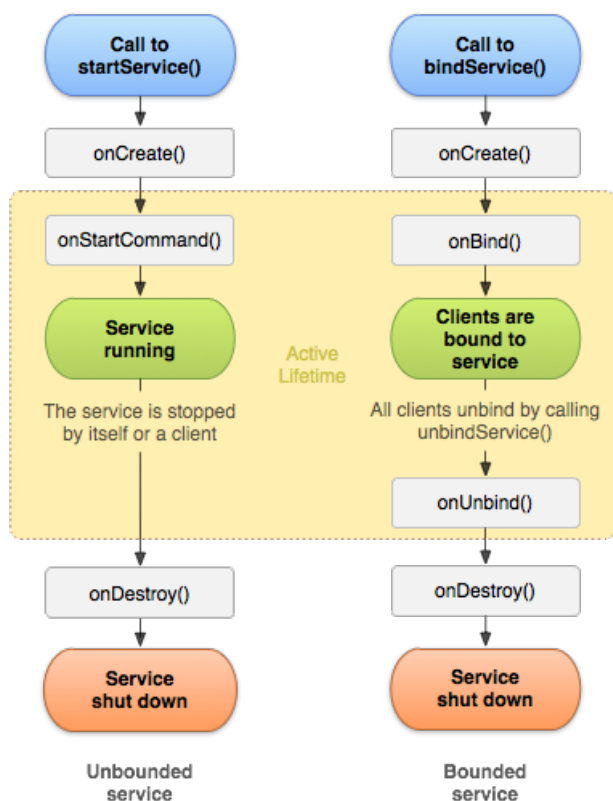 Call to
startService()
onCreate()
onStartCommand()
Service
running
The service is stopped
by itself or a client
onDestroy()
Service
shut down
Unbounded
service
Active
Lifetime
Call to
bindService()
onCreate()
onBind()
Clients are
bound to
service
All clients unbind by calling
unbindService()
onUnbind()
onDestroy()
Service
shut down
Bounded
service